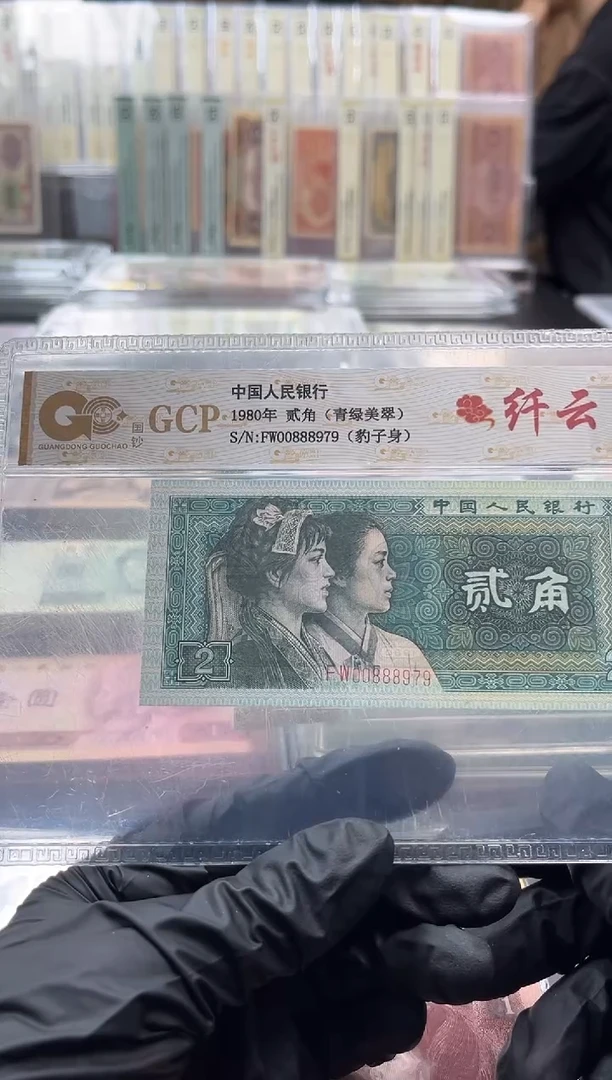 中国人民银行
GCP
1980年 贰角（青绿美翠）
S/N:FW00888979（豹子身）
国钞
GUANGDONG GUOCHAO
纤云
中国人民银行
贰角
2
FW00888979